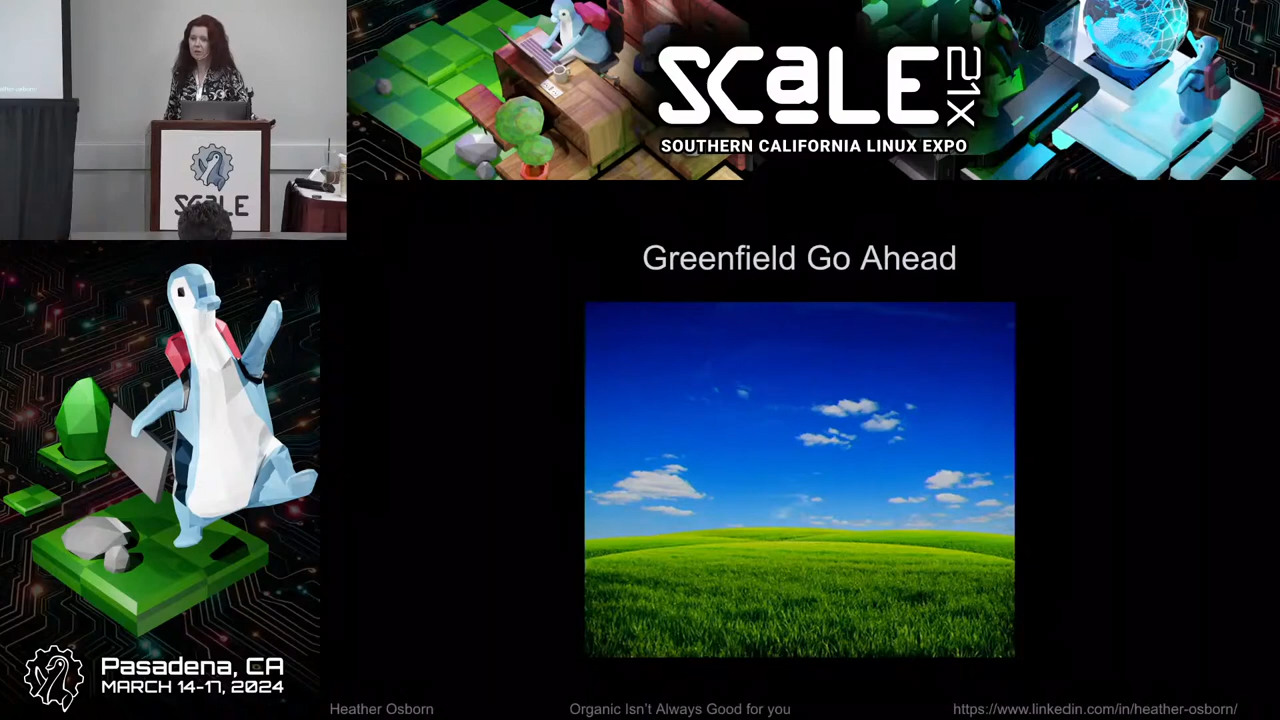 SCALE
SCALE 21X
SOUTHERN CALIFORNIA LINUX EXPO
Greenfield Go Ahead
Pasadena, CA
MARCH 14-17, 2024
Heather Osborn
Organic Isn't Always Good for you
https://www.linkedin.com/in/heather-osborn/